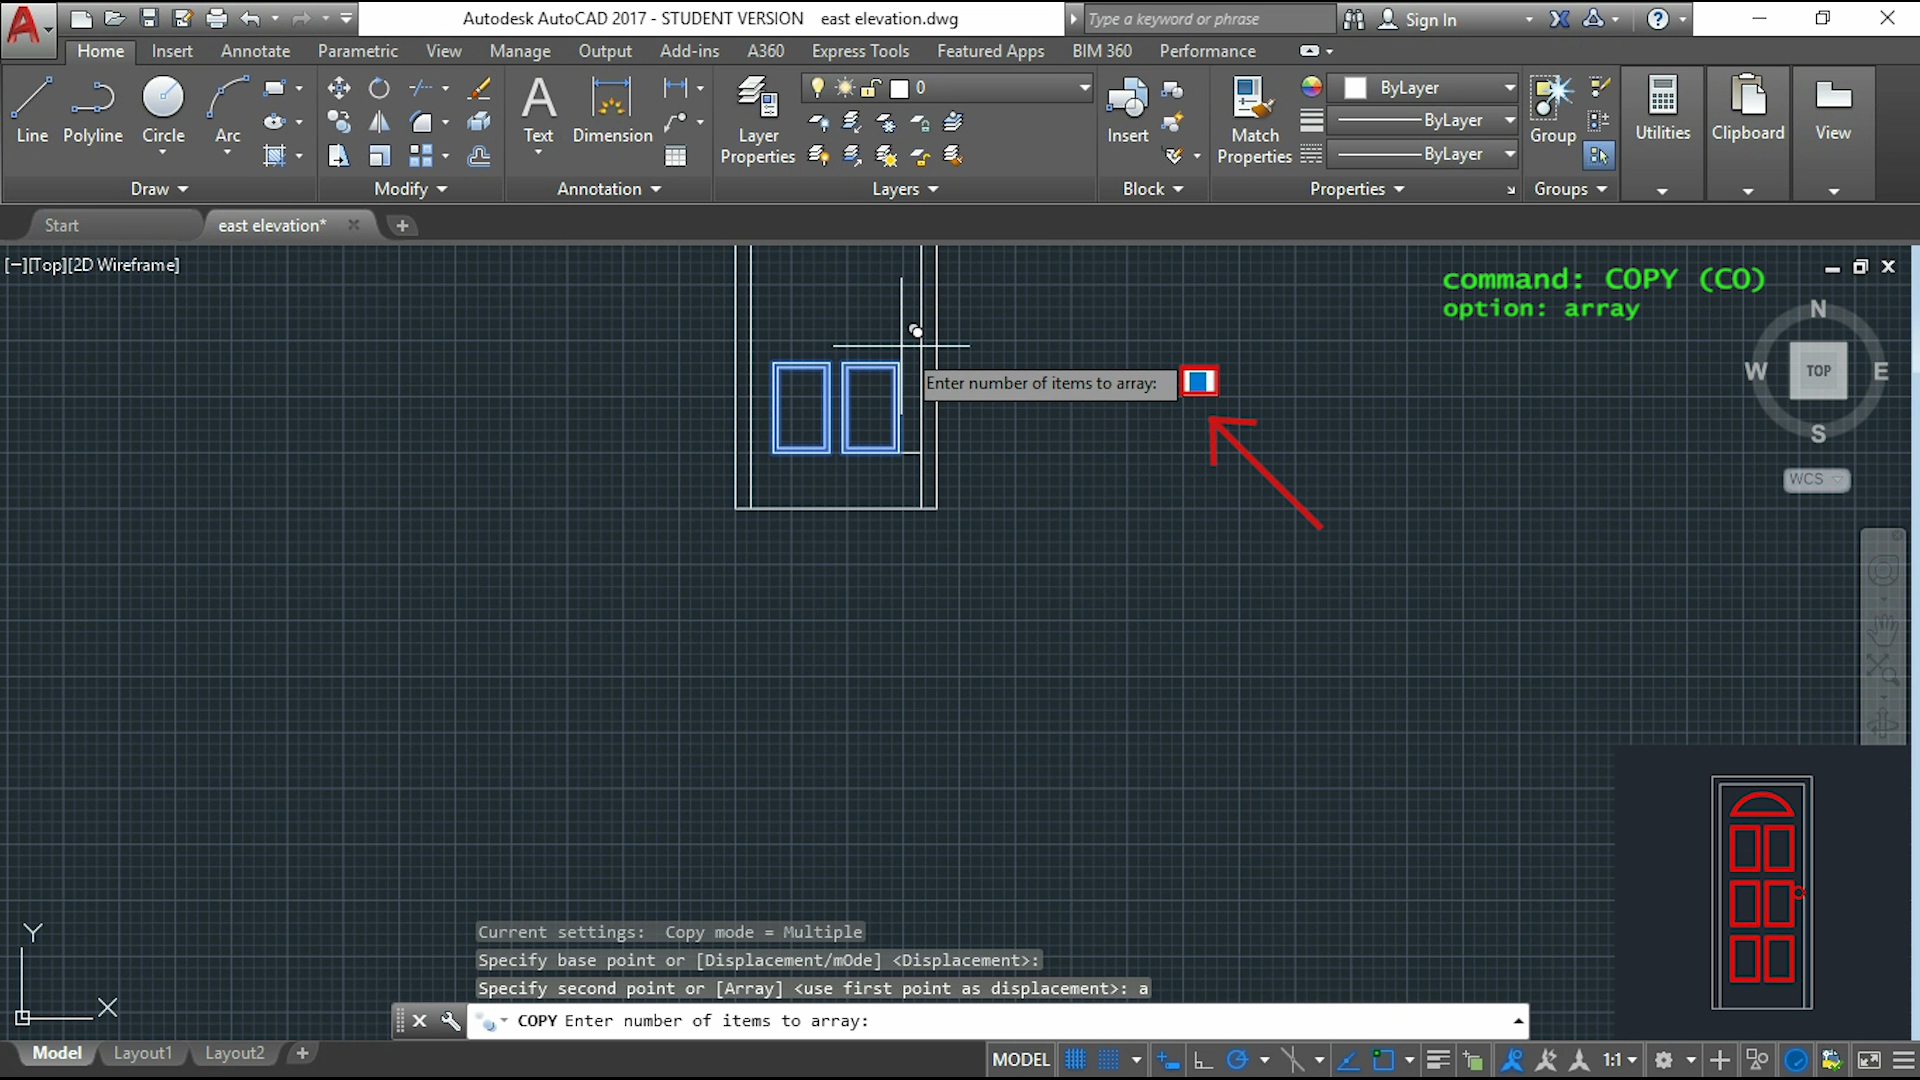 Autodesk AutoCAD 2017 - STUDENT VERSION    east elevation.dwg
Type a keyword or phrase
Sign In
Home Insert Annotate Parametric View Manage Output Add-ins A360 Express Tools Featured Apps BIM 360 Performance
0
ByLayer
ByLayer
ByLayer
Line Polyline Circle Arc
Text Dimension
Layer Properties
Insert
Match Properties
Group
Utilities
Clipboard
View
Draw Modify Annotation Layers Block Properties Groups
Start
east elevation*
[−][Top][2D Wireframe]
command: COPY (CO)
option: array
N
W
TOP
E
S
WCS
Enter number of items to array:
Current settings:  Copy mode = Multiple
Specify base point or [Displacement/mOde] <Displacement>:
Specify second point or [Array] <use first point as displacement>: a
COPY Enter number of items to array:
Y
X
Model Layout1 Layout2
MODEL
1:1